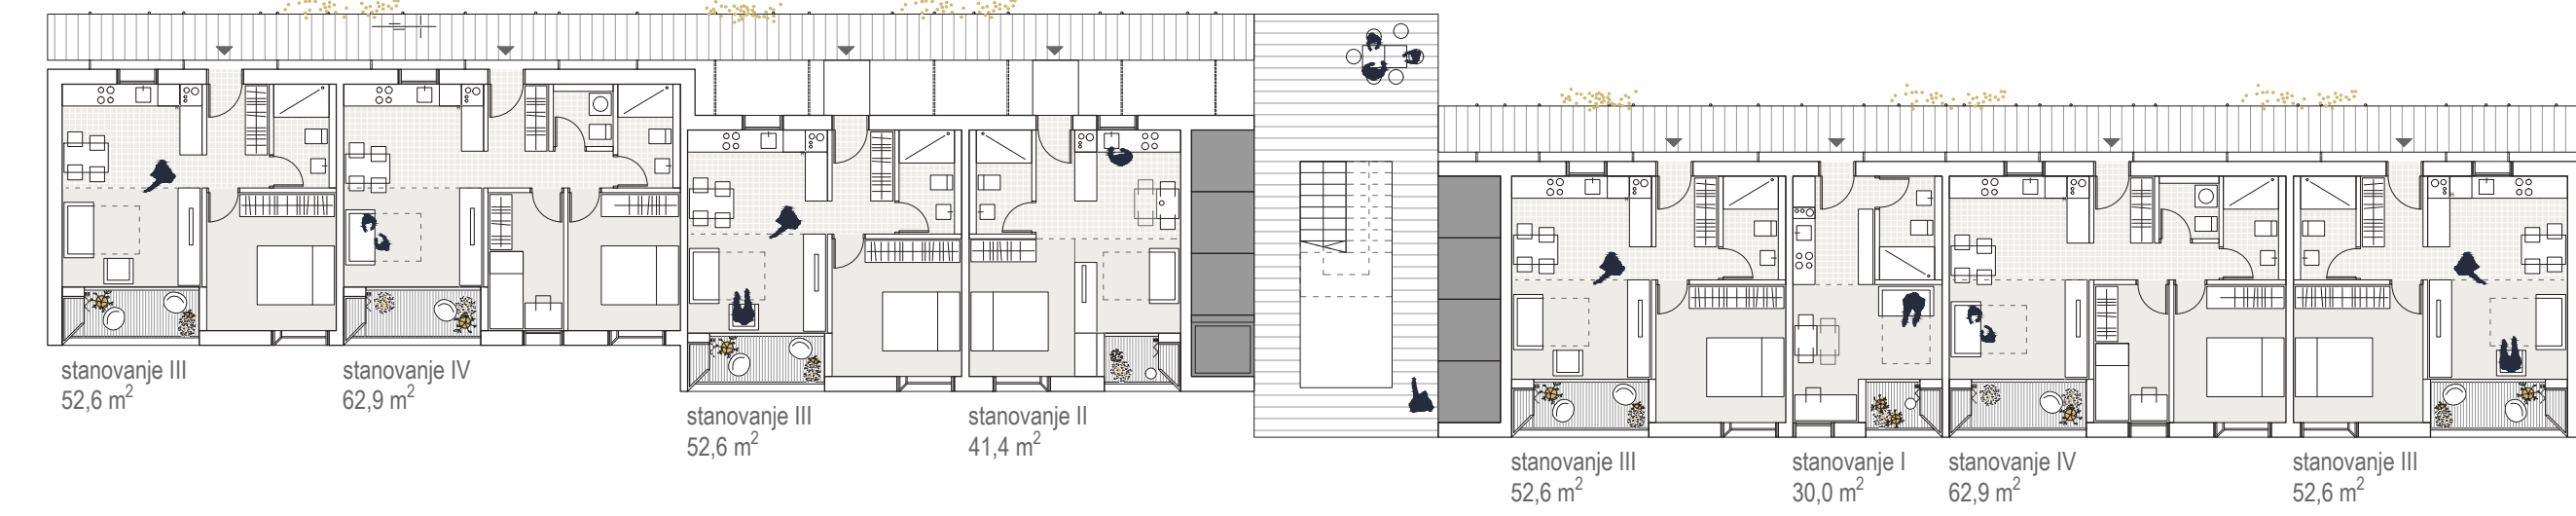 stanovanje III
52,6 m²
stanovanje IV
62,9 m²
stanovanje III
52,6 m²
stanovanje II
41,4 m²
stanovanje III
52,6 m²
stanovanje I
30,0 m²
stanovanje IV
62,9 m²
stanovanje III
52,6 m²